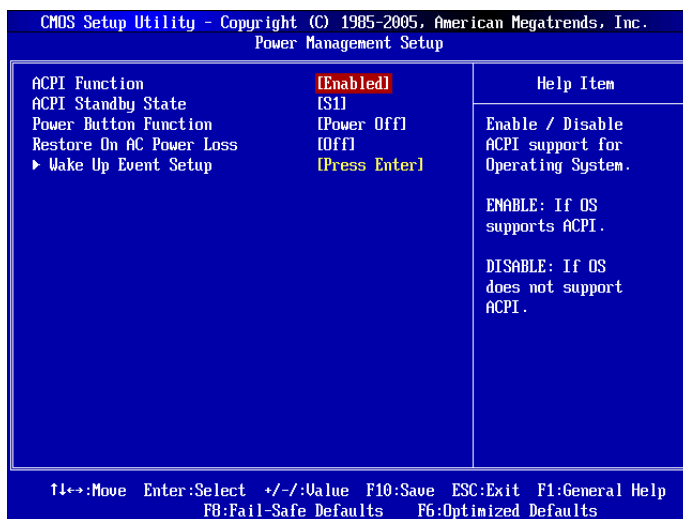 CMOS Setup Utility - Copyright (C) 1985-2005, American Megatrends, Inc.
Power Management Setup
ACPI Function [Enabled]
ACPI Standby State [S1]
Power Button Function [Power Off]
Restore On AC Power Loss [Off]
▶ Wake Up Event Setup [Press Enter]
Help Item
Enable / Disable
ACPI support for
Operating System.
ENABLE: If OS
supports ACPI.
DISABLE: If OS
does not support
ACPI.
↑↓↔:Move Enter:Select +/-/:Value F10:Save ESC:Exit F1:General Help
F8:Fail-Safe Defaults F6:Optimized Defaults